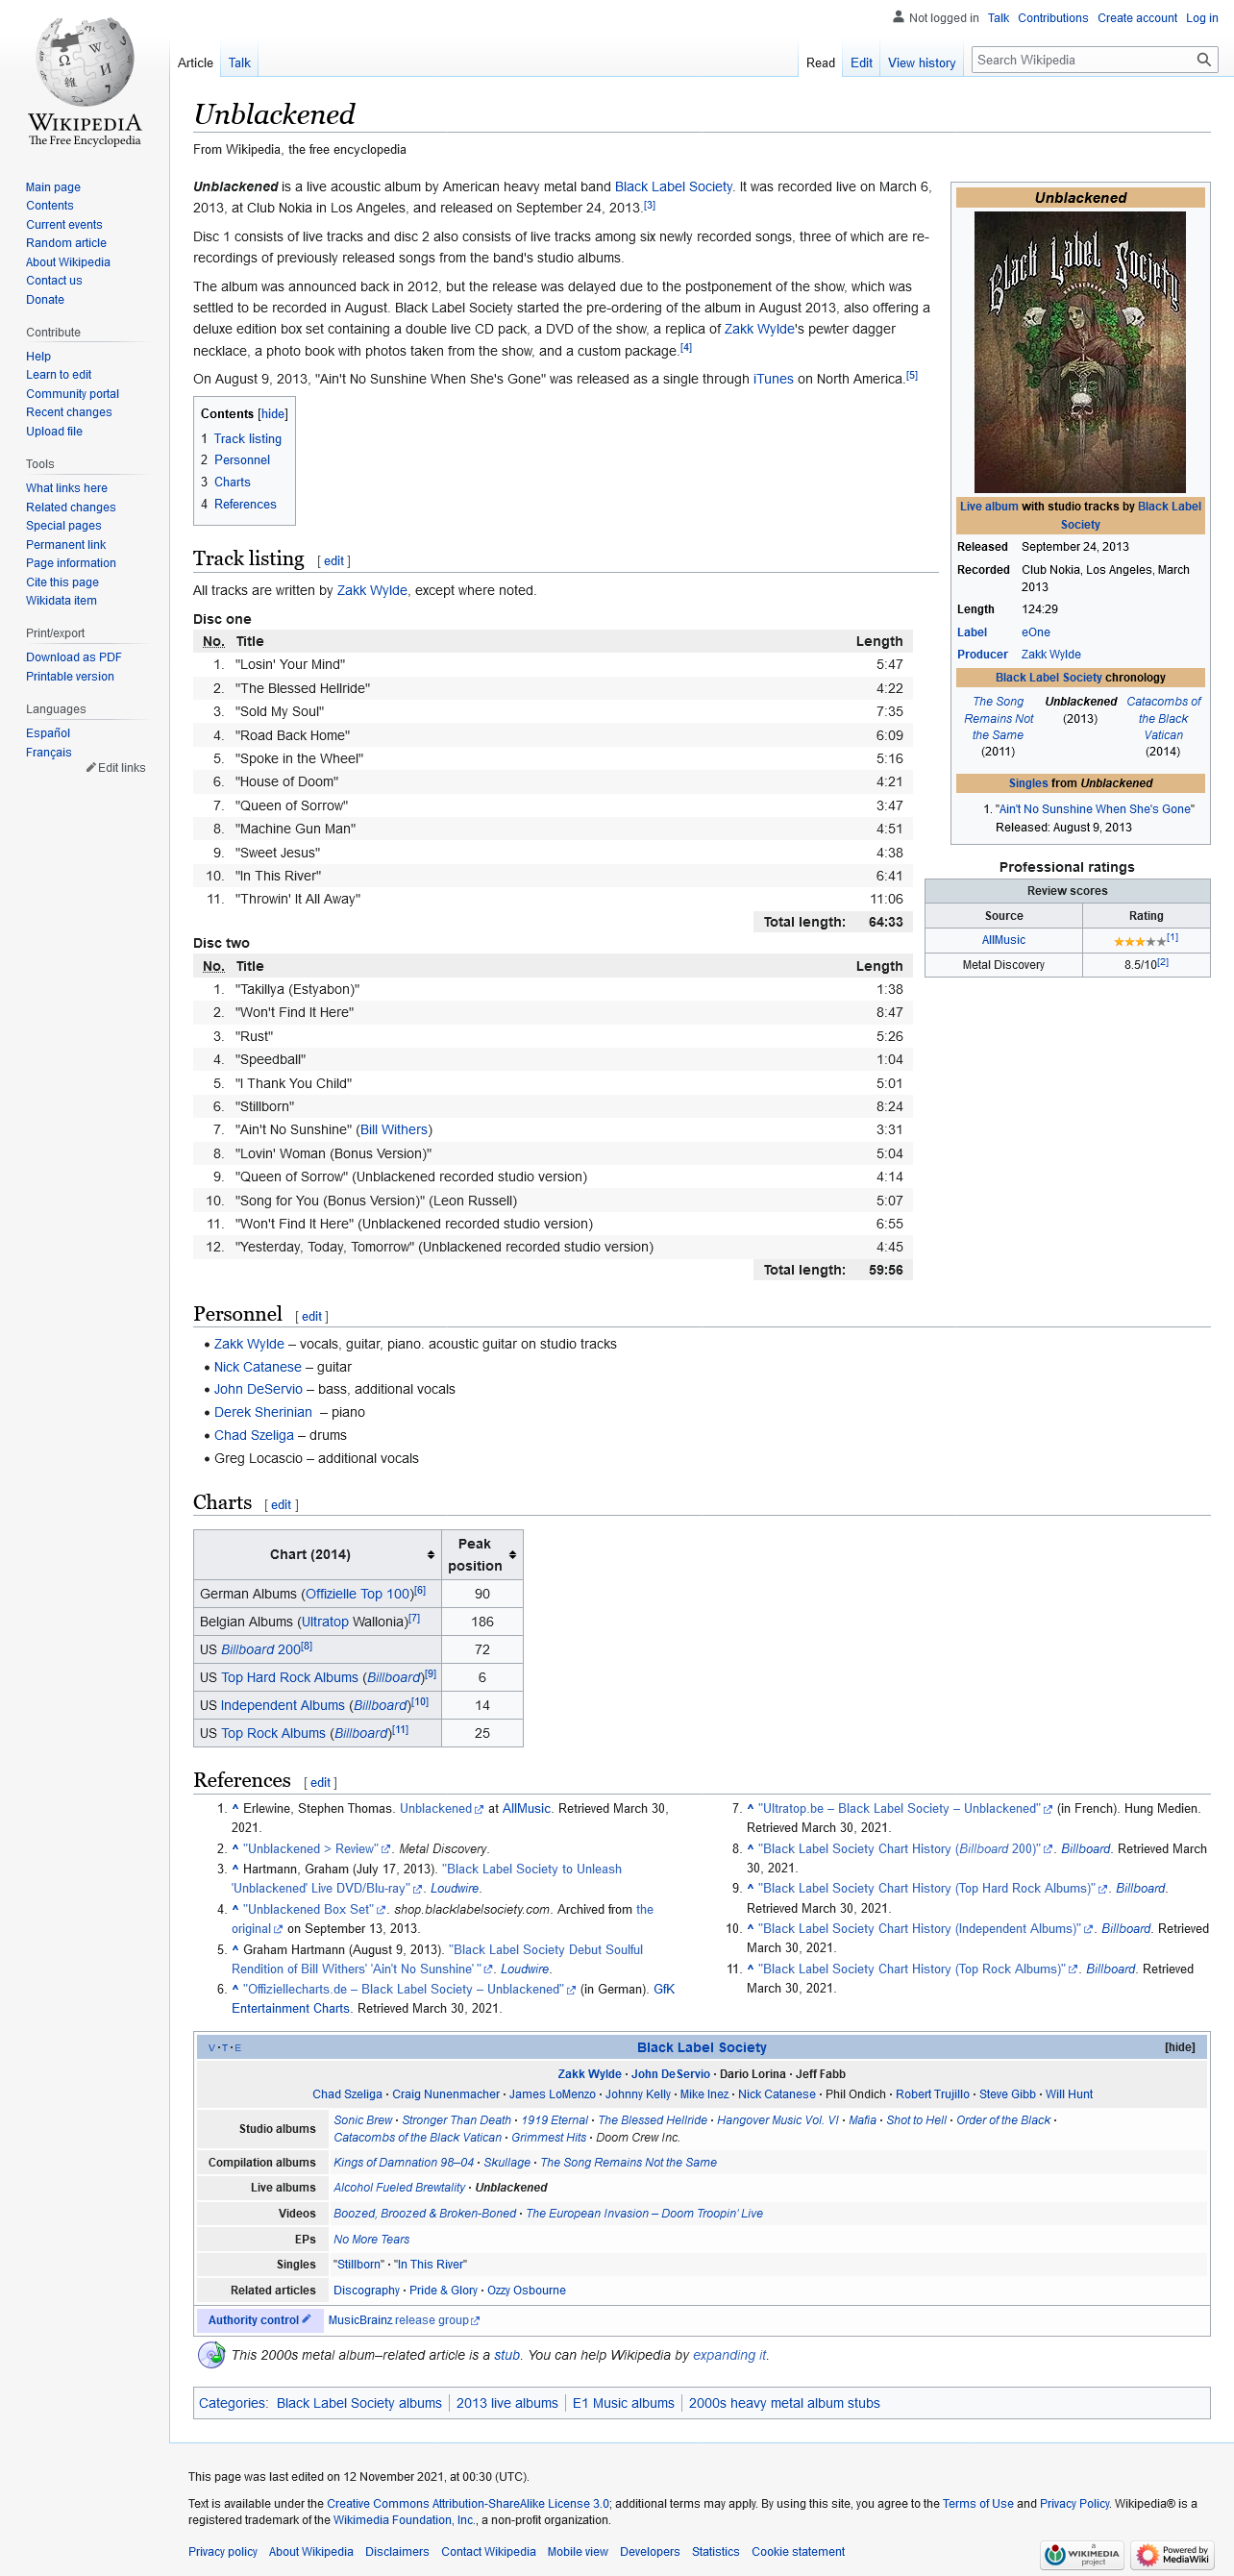 Not logged in Talk Contributions Create account Log in
Article Talk Read Edit View history Search Wikipedia
WIKIPEDIA
The Free Encyclopedia
Main page
Contents
Current events
Random article
About Wikipedia
Contact us
Donate
Contribute
Help
Learn to edit
Community portal
Recent changes
Upload file
Tools
What links here
Related changes
Special pages
Permanent link
Page information
Cite this page
Wikidata item
Print/export
Download as PDF
Printable version
Languages
Español
Français
Edit links
Unblackened
From Wikipedia, the free encyclopedia
Unblackened is a live acoustic album by American heavy metal band Black Label Society. It was recorded live on March 6,
2013, at Club Nokia in Los Angeles, and released on September 24, 2013.[3]
Disc 1 consists of live tracks and disc 2 also consists of live tracks among six newly recorded songs, three of which are re-
recordings of previously released songs from the band's studio albums.
The album was announced back in 2012, but the release was delayed due to the postponement of the show, which was
settled to be recorded in August. Black Label Society started the pre-ordering of the album in August 2013, also offering a
deluxe edition box set containing a double live CD pack, a DVD of the show, a replica of Zakk Wylde's pewter dagger
necklace, a photo book with photos taken from the show, and a custom package.[4]
On August 9, 2013, "Ain't No Sunshine When She's Gone" was released as a single through iTunes on North America.[5]
Contents [hide]
1 Track listing
2 Personnel
3 Charts
4 References
Unblackened
Black Label Society
Live album with studio tracks by Black Label
Society
Released September 24, 2013
Recorded Club Nokia, Los Angeles, March
2013
Length 124:29
Label eOne
Producer Zakk Wylde
Black Label Society chronology
The Song
Remains Not
the Same
(2011)
Unblackened
(2013)
Catacombs of
the Black
Vatican
(2014)
Singles from Unblackened
1. "Ain't No Sunshine When She's Gone"
Released: August 9, 2013
Professional ratings
Review scores
Source Rating
AllMusic ★★★★★[1]
Metal Discovery 8.5/10[2]
Track listing [ edit ]
All tracks are written by Zakk Wylde, except where noted.
Disc one
No. Title Length
1. "Losin' Your Mind" 5:47
2. "The Blessed Hellride" 4:22
3. "Sold My Soul" 7:35
4. "Road Back Home" 6:09
5. "Spoke in the Wheel" 5:16
6. "House of Doom" 4:21
7. "Queen of Sorrow" 3:47
8. "Machine Gun Man" 4:51
9. "Sweet Jesus" 4:38
10. "In This River" 6:41
11. "Throwin' It All Away" 11:06
Total length: 64:33
Disc two
No. Title Length
1. "Takillya (Estyabon)" 1:38
2. "Won't Find It Here" 8:47
3. "Rust" 5:26
4. "Speedball" 1:04
5. "I Thank You Child" 5:01
6. "Stillborn" 8:24
7. "Ain't No Sunshine" (Bill Withers) 3:31
8. "Lovin' Woman (Bonus Version)" 5:04
9. "Queen of Sorrow" (Unblackened recorded studio version) 4:14
10. "Song for You (Bonus Version)" (Leon Russell) 5:07
11. "Won't Find It Here" (Unblackened recorded studio version) 6:55
12. "Yesterday, Today, Tomorrow" (Unblackened recorded studio version) 4:45
Total length: 59:56
Personnel [ edit ]
• Zakk Wylde – vocals, guitar, piano. acoustic guitar on studio tracks
• Nick Catanese – guitar
• John DeServio – bass, additional vocals
• Derek Sherinian – piano
• Chad Szeliga – drums
• Greg Locascio – additional vocals
Charts [ edit ]
Chart (2014) Peak
position
German Albums (Offizielle Top 100)[6] 90
Belgian Albums (Ultratop Wallonia)[7] 186
US Billboard 200[8] 72
US Top Hard Rock Albums (Billboard)[9] 6
US Independent Albums (Billboard)[10] 14
US Top Rock Albums (Billboard)[11] 25
References [ edit ]
1. ^ Erlewine, Stephen Thomas. Unblackened at AllMusic. Retrieved March 30,
2021.
2. ^ "Unblackened > Review". Metal Discovery.
3. ^ Hartmann, Graham (July 17, 2013). "Black Label Society to Unleash
'Unblackened' Live DVD/Blu-ray". Loudwire.
4. ^ "Unblackened Box Set". shop.blacklabelsociety.com. Archived from the
original on September 13, 2013.
5. ^ Graham Hartmann (August 9, 2013). "Black Label Society Debut Soulful
Rendition of Bill Withers' 'Ain't No Sunshine' ". Loudwire.
6. ^ "Offiziellecharts.de – Black Label Society – Unblackened" (in German). GfK
Entertainment Charts. Retrieved March 30, 2021.
7. ^ "Ultratop.be – Black Label Society – Unblackened" (in French). Hung Medien.
Retrieved March 30, 2021.
8. ^ "Black Label Society Chart History (Billboard 200)". Billboard. Retrieved March
30, 2021.
9. ^ "Black Label Society Chart History (Top Hard Rock Albums)". Billboard.
Retrieved March 30, 2021.
10. ^ "Black Label Society Chart History (Independent Albums)". Billboard. Retrieved
March 30, 2021.
11. ^ "Black Label Society Chart History (Top Rock Albums)". Billboard. Retrieved
March 30, 2021.
V · T · E Black Label Society [hide]
Zakk Wylde · John DeServio · Dario Lorina · Jeff Fabb
Chad Szeliga · Craig Nunenmacher · James LoMenzo · Johnny Kelly · Mike Inez · Nick Catanese · Phil Ondich · Robert Trujillo · Steve Gibb · Will Hunt
Studio albums Sonic Brew · Stronger Than Death · 1919 Eternal · The Blessed Hellride · Hangover Music Vol. VI · Mafia · Shot to Hell · Order of the Black ·
Catacombs of the Black Vatican · Grimmest Hits · Doom Crew Inc.
Compilation albums Kings of Damnation 98–04 · Skullage · The Song Remains Not the Same
Live albums Alcohol Fueled Brewtality · Unblackened
Videos Boozed, Broozed & Broken-Boned · The European Invasion – Doom Troopin' Live
EPs No More Tears
Singles "Stillborn" · "In This River"
Related articles Discography · Pride & Glory · Ozzy Osbourne
Authority control MusicBrainz release group
This 2000s metal album–related article is a stub. You can help Wikipedia by expanding it.
Categories: Black Label Society albums | 2013 live albums | E1 Music albums | 2000s heavy metal album stubs
This page was last edited on 12 November 2021, at 00:30 (UTC).
Text is available under the Creative Commons Attribution-ShareAlike License 3.0; additional terms may apply. By using this site, you agree to the Terms of Use and Privacy Policy. Wikipedia® is a
registered trademark of the Wikimedia Foundation, Inc., a non-profit organization.
Privacy policy About Wikipedia Disclaimers Contact Wikipedia Mobile view Developers Statistics Cookie statement
a
WIKIMEDIA
project
Powered by
MediaWiki